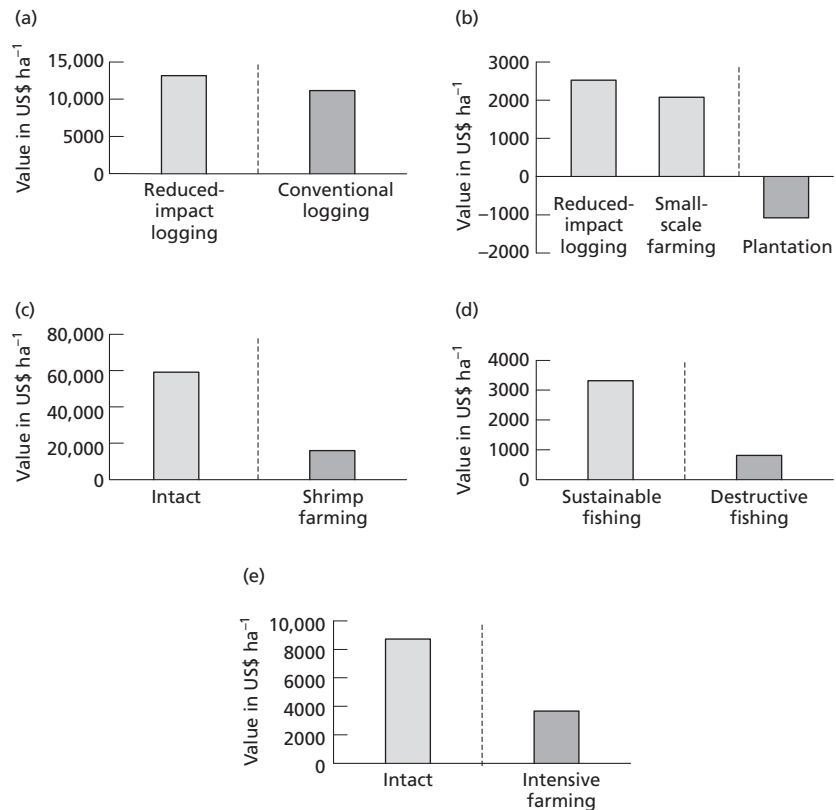 (a)
Value in US$ ha⁻¹
15,000
10,000
5000
0
Reduced-
impact
logging
Conventional
logging
(b)
Value in US$ ha⁻¹
3000
2000
1000
0
−1000
−2000
Reduced-
impact
logging
Small-
scale
farming
Plantation
(c)
Value in US$ ha⁻¹
80,000
60,000
40,000
20,000
0
Intact
Shrimp
farming
(d)
Value in US$ ha⁻¹
4000
3000
2000
1000
0
Sustainable
fishing
Destructive
fishing
(e)
Value in US$ ha⁻¹
10,000
8000
6000
4000
2000
0
Intact
Intensive
farming